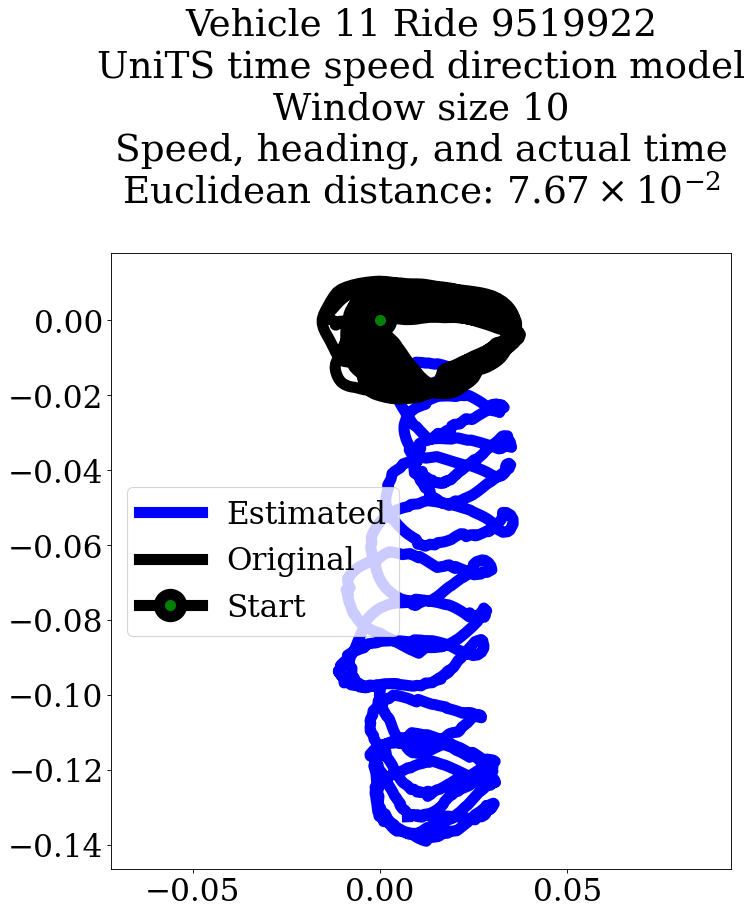 Vehicle 11 Ride 9519922
UniTS time speed direction model
Window size 10
Speed, heading, and actual time
Euclidean distance: 7.67 × 10⁻²
0.00
−0.02
−0.04
−0.06
−0.08
−0.10
−0.12
−0.14
Estimated
Original
Start
−0.05
0.00
0.05